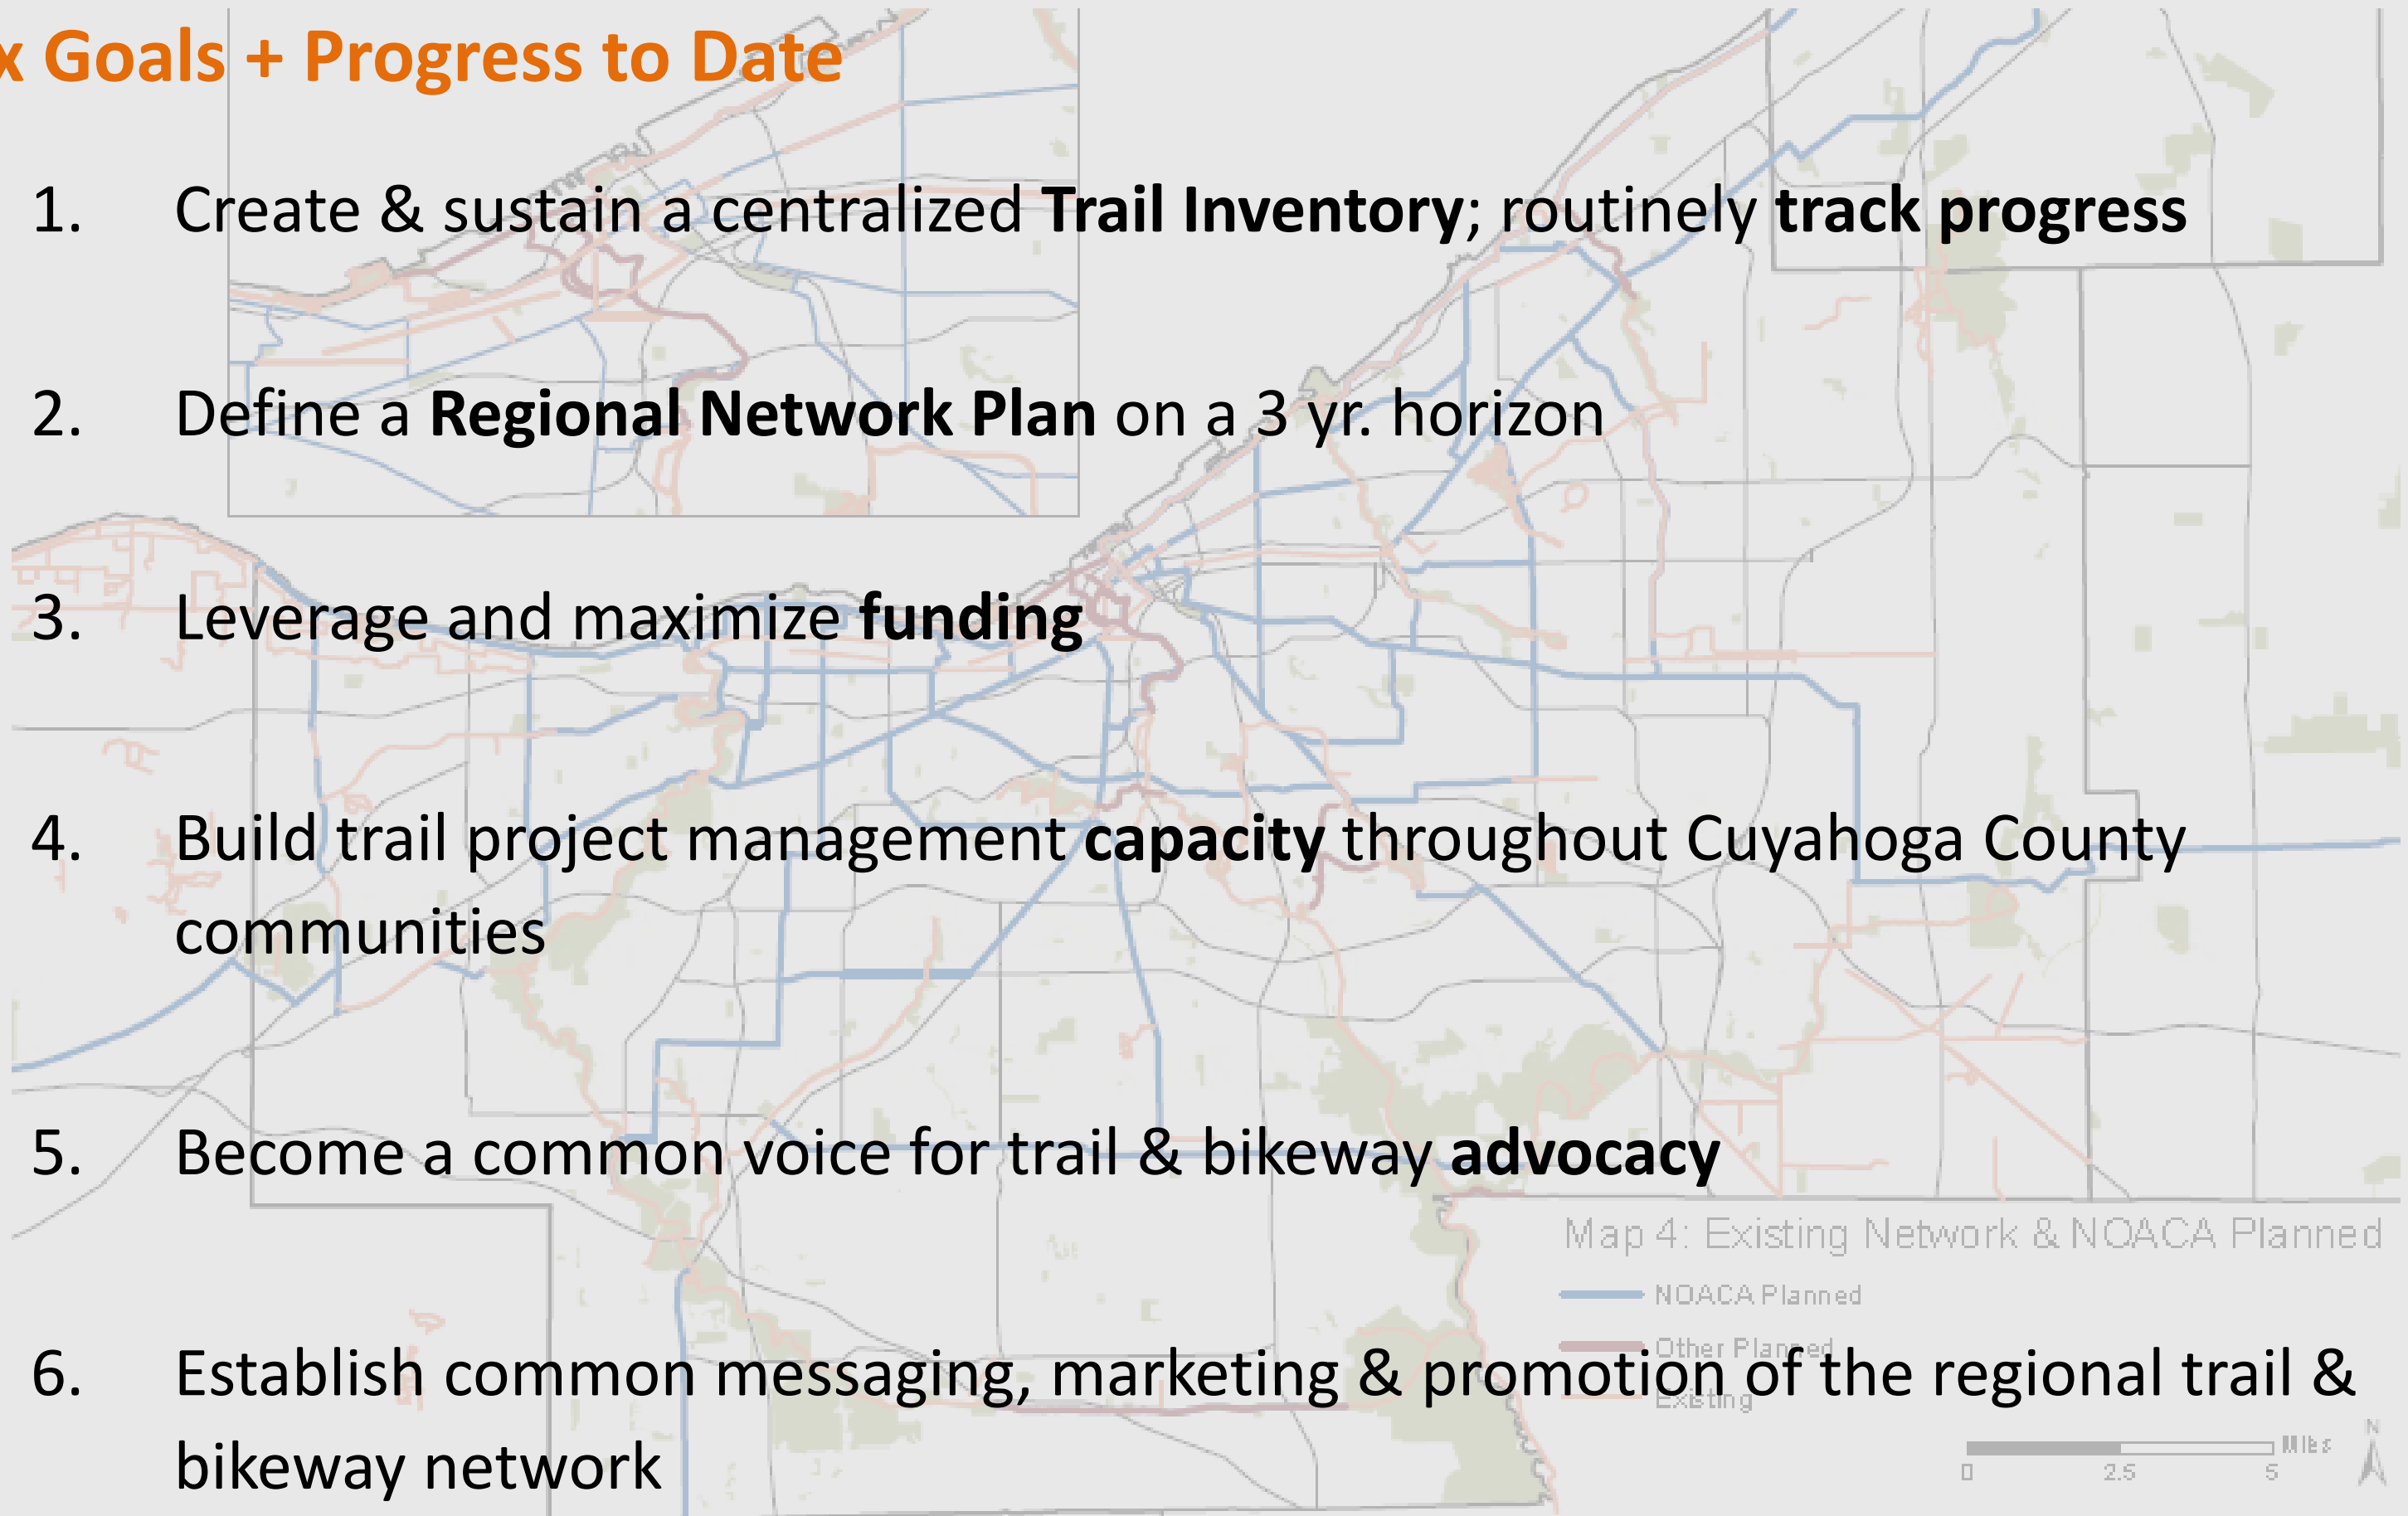 x Goals + Progress to Date
1. Create & sustain a centralized Trail Inventory; routinely track progress
2. Define a Regional Network Plan on a 3 yr. horizon
3. Leverage and maximize funding
4. Build trail project management capacity throughout Cuyahoga County
communities
5. Become a common voice for trail & bikeway advocacy
Map 4: Existing Network & NOACA Planned
NOACA Planned
Other Planned
6. Establish common messaging, marketing & promotion of the regional trail &
Existing
bikeway network
Miles
0 2.5 5
N